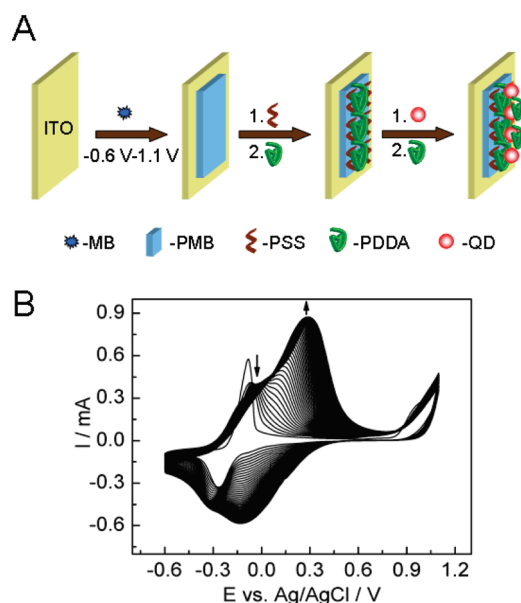 A
ITO
-0.6 V-1.1 V
1.
2.
1.
2.
-MB -PMB -PSS -PDDA -QD
B
I / mA
0.9
0.6
0.3
0.0
-0.3
-0.6
-0.6 -0.3 0.0 0.3 0.6 0.9 1.2
E vs. Ag/AgCl / V